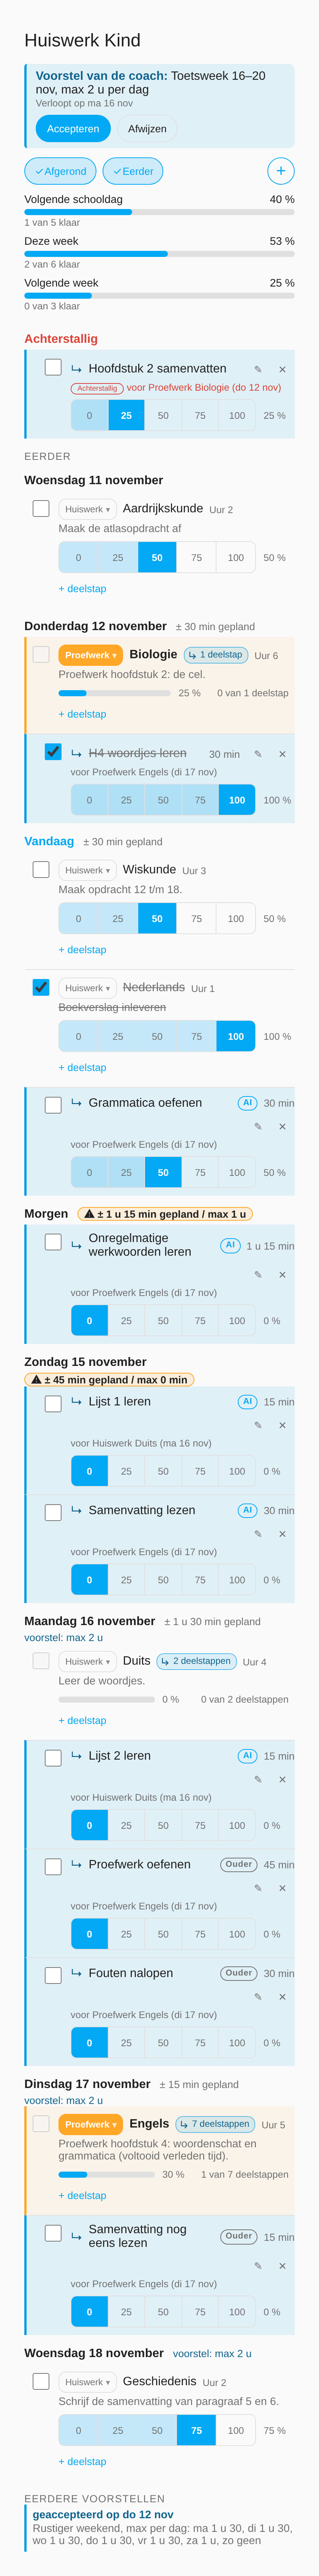 Huiswerk Kind
Voorstel van de coach: Toetsweek 16–20
nov, max 2 u per dag
Verloopt op ma 16 nov
Accepteren Afwijzen
✓Afgerond ✓Eerder +
Volgende schooldag 40 %
1 van 5 klaar
Deze week 53 %
2 van 6 klaar
Volgende week 25 %
0 van 3 klaar
Achterstallig
↳ Hoofdstuk 2 samenvatten ✎ ✕
Achterstallig voor Proefwerk Biologie (do 12 nov)
0 25 50 75 100 25 %
EERDER
Woensdag 11 november
Huiswerk ▾ Aardrijkskunde Uur 2
Maak de atlasopdracht af
0 25 50 75 100 50 %
+ deelstap
Donderdag 12 november ± 30 min gepland
Proefwerk ▾ Biologie ↳ 1 deelstap Uur 6
Proefwerk hoofdstuk 2: de cel.
25 % 0 van 1 deelstap
+ deelstap
↳ H4 woordjes leren 30 min ✎ ✕
voor Proefwerk Engels (di 17 nov)
0 25 50 75 100 100 %
Vandaag ± 30 min gepland
Huiswerk ▾ Wiskunde Uur 3
Maak opdracht 12 t/m 18.
0 25 50 75 100 50 %
+ deelstap
Huiswerk ▾ Nederlands Uur 1
Boekverslag inleveren
0 25 50 75 100 100 %
+ deelstap
↳ Grammatica oefenen AI 30 min
✎ ✕
voor Proefwerk Engels (di 17 nov)
0 25 50 75 100 50 %
Morgen ⚠ ± 1 u 15 min gepland / max 1 u
↳ Onregelmatige
werkwoorden leren AI 1 u 15 min
✎ ✕
voor Proefwerk Engels (di 17 nov)
0 25 50 75 100 0 %
Zondag 15 november
⚠ ± 45 min gepland / max 0 min
↳ Lijst 1 leren AI 15 min
✎ ✕
voor Huiswerk Duits (ma 16 nov)
0 25 50 75 100 0 %
↳ Samenvatting lezen AI 30 min
✎ ✕
voor Proefwerk Engels (di 17 nov)
0 25 50 75 100 0 %
Maandag 16 november ± 1 u 30 min gepland
voorstel: max 2 u
Huiswerk ▾ Duits ↳ 2 deelstappen Uur 4
Leer de woordjes.
0 % 0 van 2 deelstappen
+ deelstap
↳ Lijst 2 leren AI 15 min
✎ ✕
voor Huiswerk Duits (ma 16 nov)
0 25 50 75 100 0 %
↳ Proefwerk oefenen Ouder 45 min
✎ ✕
voor Proefwerk Engels (di 17 nov)
0 25 50 75 100 0 %
↳ Fouten nalopen Ouder 30 min
✎ ✕
voor Proefwerk Engels (di 17 nov)
0 25 50 75 100 0 %
Dinsdag 17 november ± 15 min gepland
voorstel: max 2 u
Proefwerk ▾ Engels ↳ 7 deelstappen Uur 5
Proefwerk hoofdstuk 4: woordenschat en
grammatica (voltooid verleden tijd).
30 % 1 van 7 deelstappen
+ deelstap
↳ Samenvatting nog
eens lezen Ouder 15 min
✎ ✕
voor Proefwerk Engels (di 17 nov)
0 25 50 75 100 0 %
Woensdag 18 november voorstel: max 2 u
Huiswerk ▾ Geschiedenis Uur 2
Schrijf de samenvatting van paragraaf 5 en 6.
0 25 50 75 100 75 %
+ deelstap
EERDERE VOORSTELLEN
geaccepteerd op do 12 nov
Rustiger weekend, max per dag: ma 1 u 30, di 1 u 30,
wo 1 u 30, do 1 u 30, vr 1 u 30, za 1 u, zo geen